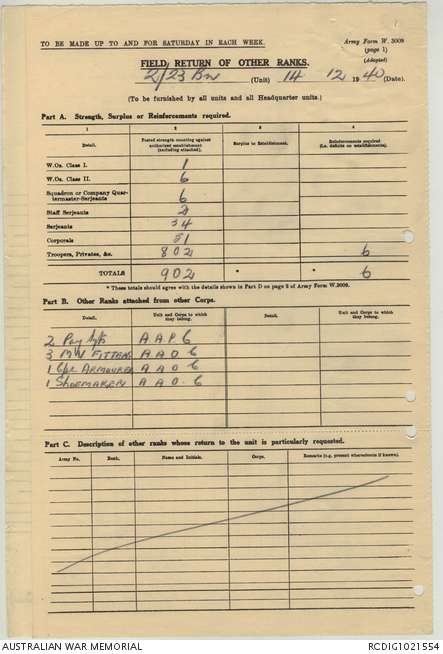 TO BE MADE UP TO AND FOR SATURDAY IN EACH WEEK.
Army Form W. 3009
(page 1)
(Adapted)
FIELD RETURN OF OTHER RANKS.
2/23 Bn (Unit) 14 12 1940 (Date).
(To be furnished by all units and all Headquarter units.)
Part A. Strength, Surplus or Reinforcements required.
1 2 3 4
Detail. Posted strength counting against authorized establishment (excluding attached). Surplus to Establishment. Reinforcements required (i.e. deficits on establishments).
W.Os. Class I. 1
W.Os. Class II. 6
Squadron or Company Quar-
termaster-Serjeants 6
Staff Serjeants 2
Serjeants 34
Corporals 51
Troopers, Privates, &c. 802 6
TOTALS 902 * * 6
* These totals should agree with the details shown in Part D on page 2 of Army Form W.3009.
Part B. Other Ranks attached from other Corps.
Detail. Unit and Corps to which they belong. Detail. Unit and Corps to which they belong.
2 Pay A A P C
3 M V FITTERS A A O C
1 Cpl ARMOURER A A O C
1 SHOEMAKER A A O C
Part C. Description of other ranks whose return to the unit is particularly requested.
Army No. Rank. Name and Initials. Corps. Remarks (e.g. present whereabouts if known).
AUSTRALIAN WAR MEMORIAL
RCDIG1021554